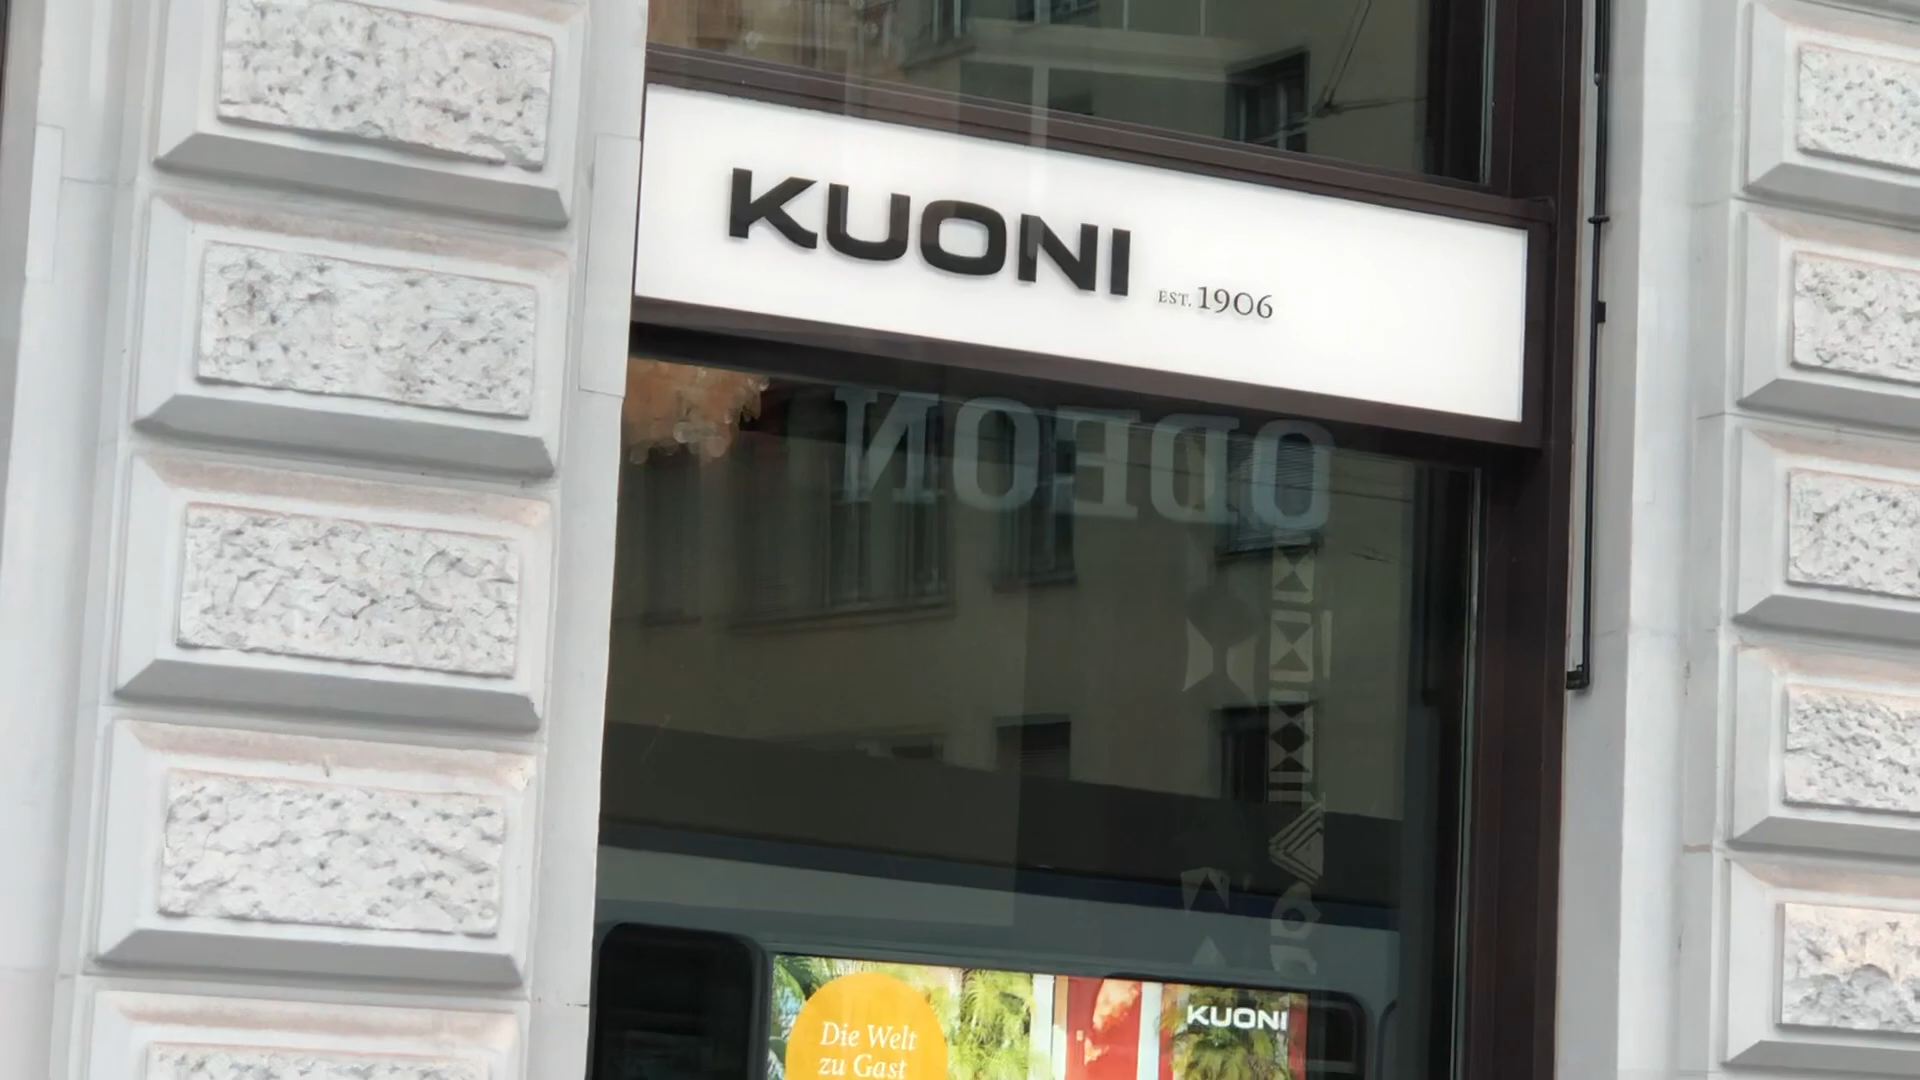 KUONI EST. 1906
ODEON
Die Welt
zu Gast
KUONI